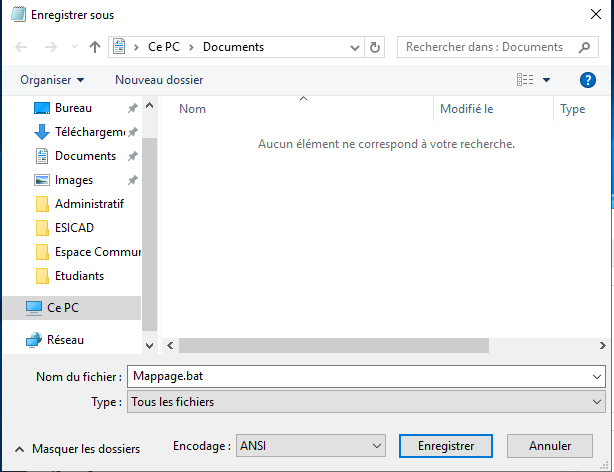 Enregistrer sous
Ce PC > Documents
Rechercher dans : Documents
Organiser
Nouveau dossier
?
Bureau
Téléchargeme
Documents
Images
Administratif
ESICAD
Espace Commur
Etudiants
Ce PC
Réseau
Nom
Modifié le
Type
Aucun élément ne correspond à votre recherche.
Nom du fichier :
Mappage.bat
Type :
Tous les fichiers
Masquer les dossiers
Encodage :
ANSI
Enregistrer
Annuler